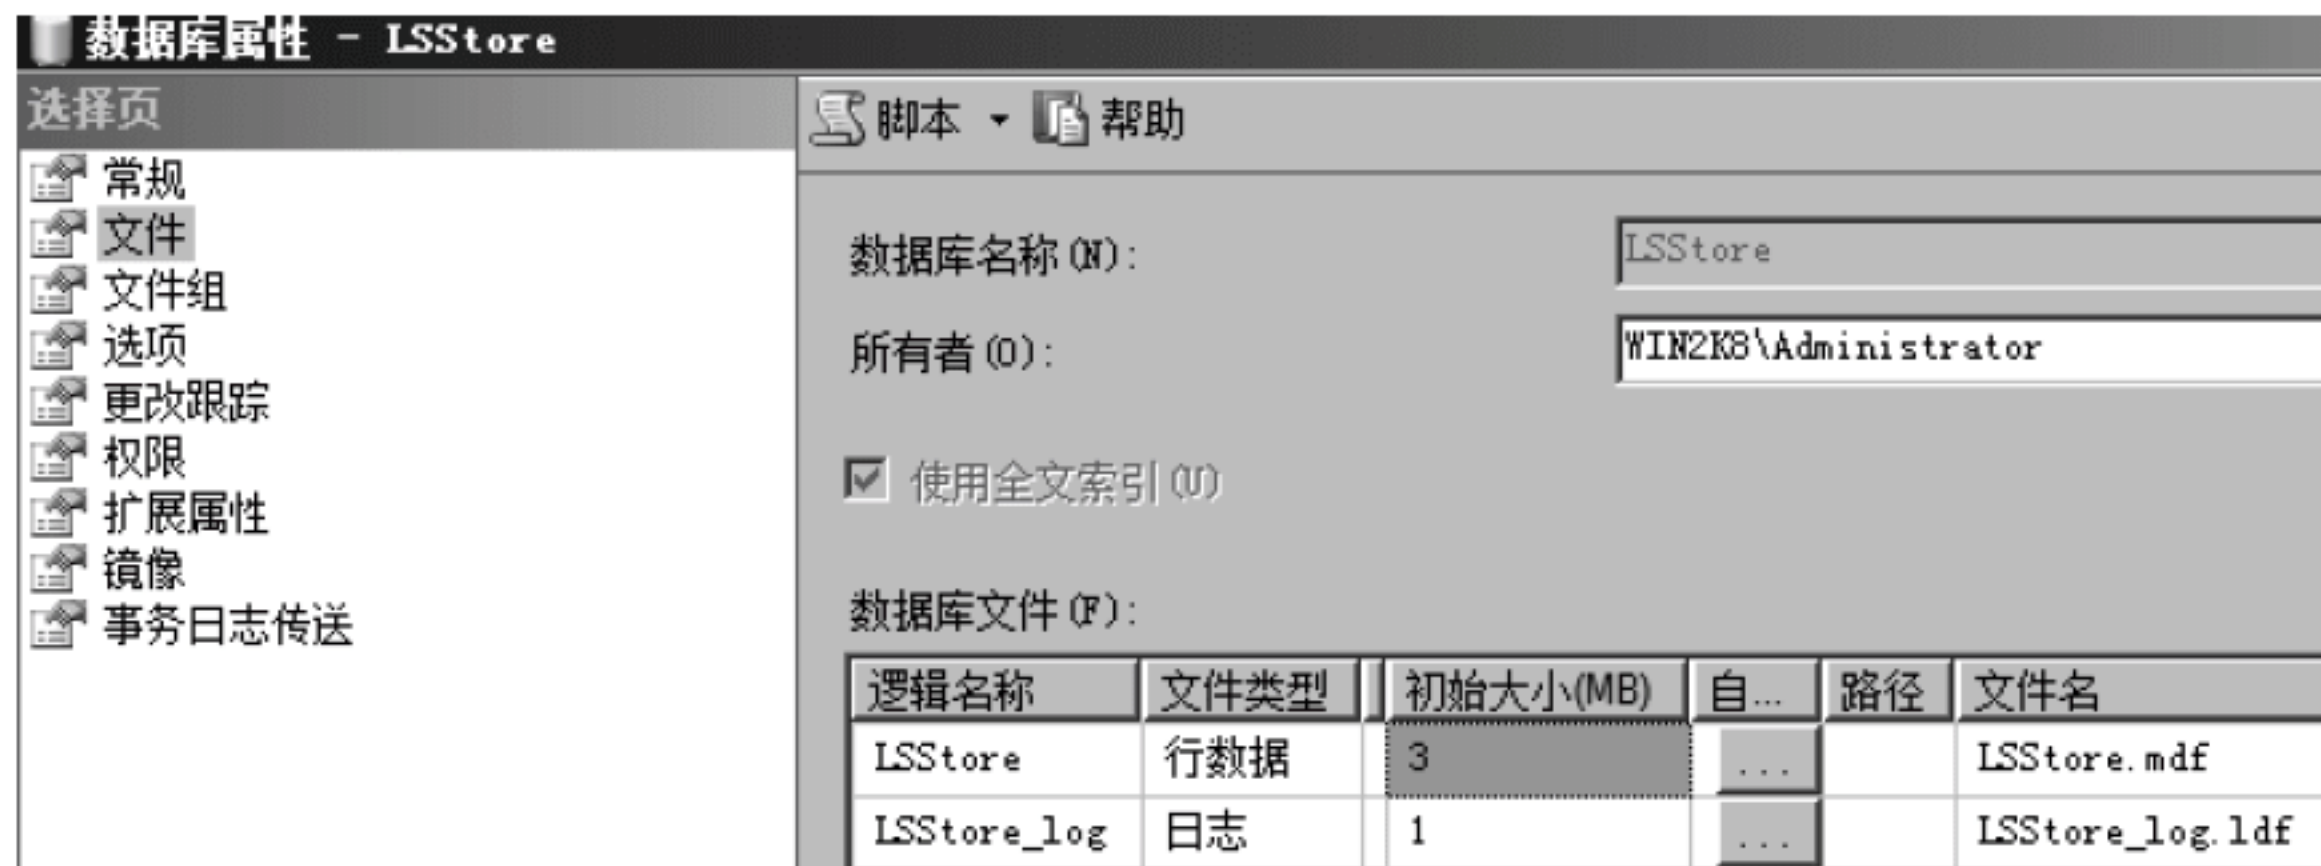 数据库属性 - LSStore
选择页
常规
文件
文件组
选项
更改跟踪
权限
扩展属性
镜像
事务日志传送
脚本 帮助
数据库名称(N): LSStore
所有者(O): WIN2K8\Administrator
使用全文索引(U)
数据库文件(F):
逻辑名称 文件类型 初始大小(MB) 自... 路径 文件名
LSStore 行数据 3 ... LSStore.mdf
LSStore_log 日志 1 ... LSStore_log.ldf